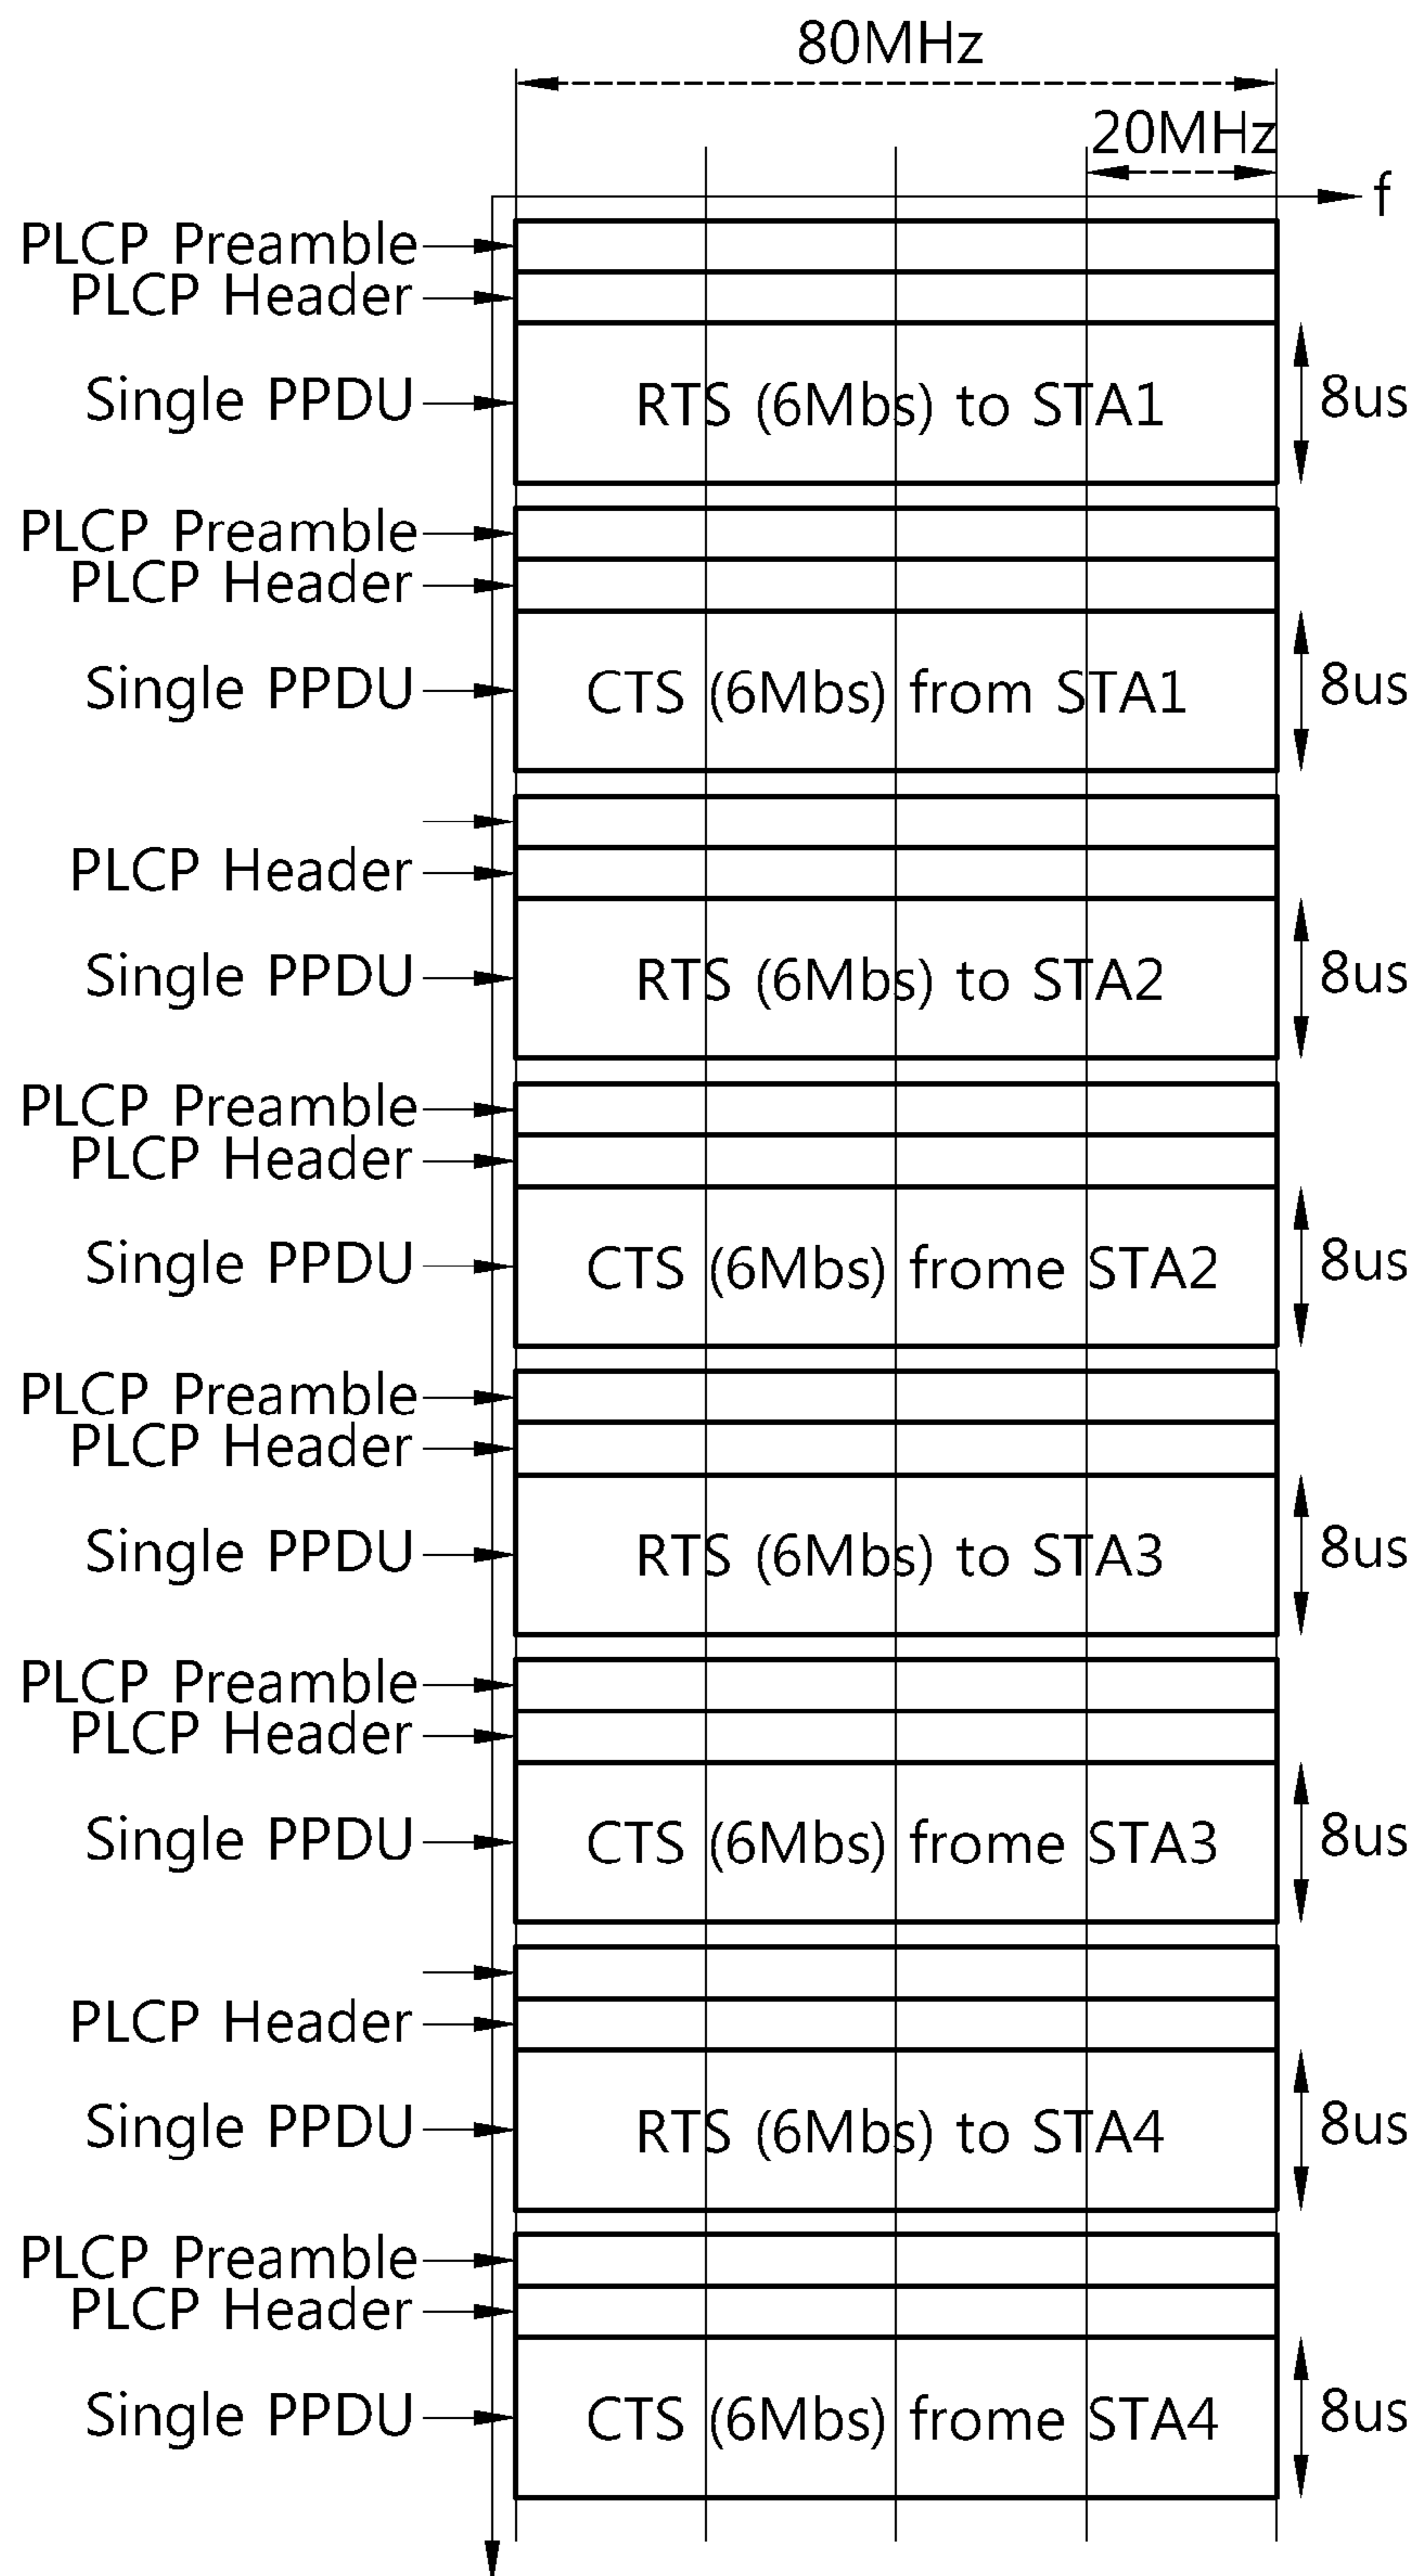 80MHz
20MHz
f
PLCP Preamble
PLCP Header
Single PPDU RTS (6Mbs) to STA1 8us
PLCP Preamble
PLCP Header
Single PPDU CTS (6Mbs) from STA1 8us
PLCP Header
Single PPDU RTS (6Mbs) to STA2 8us
PLCP Preamble
PLCP Header
Single PPDU CTS (6Mbs) frome STA2 8us
PLCP Preamble
PLCP Header
Single PPDU RTS (6Mbs) to STA3 8us
PLCP Preamble
PLCP Header
Single PPDU CTS (6Mbs) frome STA3 8us
PLCP Header
Single PPDU RTS (6Mbs) to STA4 8us
PLCP Preamble
PLCP Header
Single PPDU CTS (6Mbs) frome STA4 8us